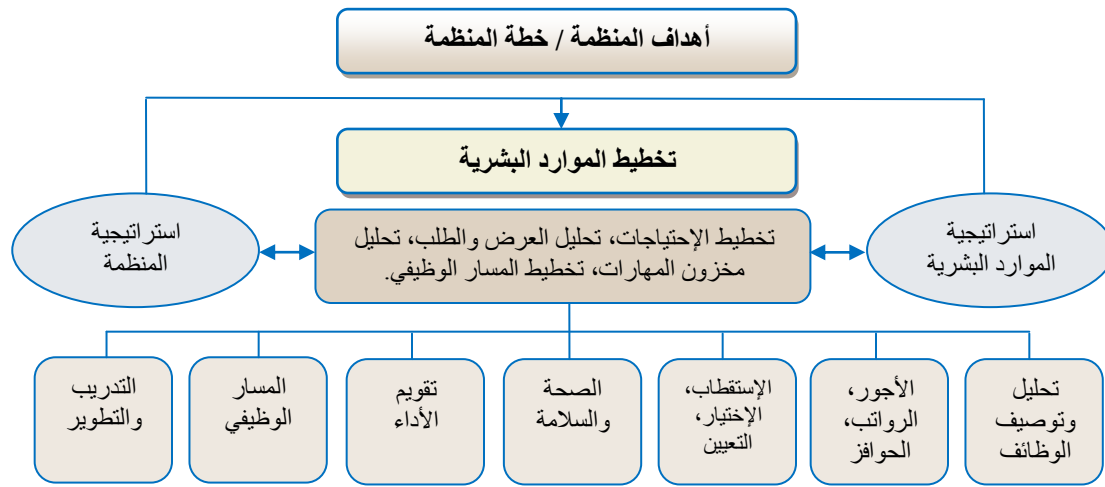 أهداف المنظمة / خطة المنظمة
تخطيط الموارد البشرية
استراتيجية
الموارد البشرية
تخطيط الإحتياجات، تحليل العرض والطلب، تحليل
مخزون المهارات، تخطيط المسار الوظيفي.
استراتيجية
المنظمة
تحليل
وتوصيف
الوظائف
الأجور،
الرواتب،
الحوافز
الإستقطاب،
الإختيار،
التعيين
الصحة
والسلامة
تقويم
الأداء
المسار
الوظيفي
التدريب
والتطوير